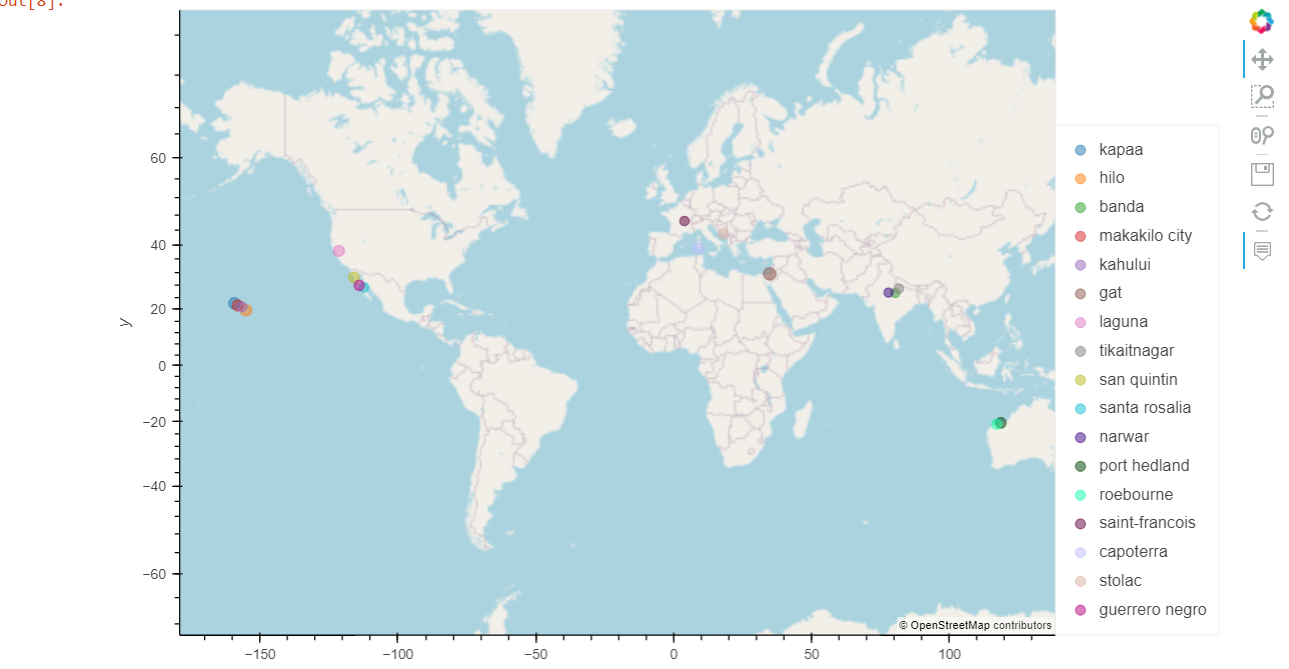 out[8]:
60
40
20
0
−20
−40
−60
y
−150
−100
−50
0
50
100
© OpenStreetMap contributors
kapaa
hilo
banda
makakilo city
kahului
gat
laguna
tikaitnagar
san quintin
santa rosalia
narwar
port hedland
roebourne
saint-francois
capoterra
stolac
guerrero negro